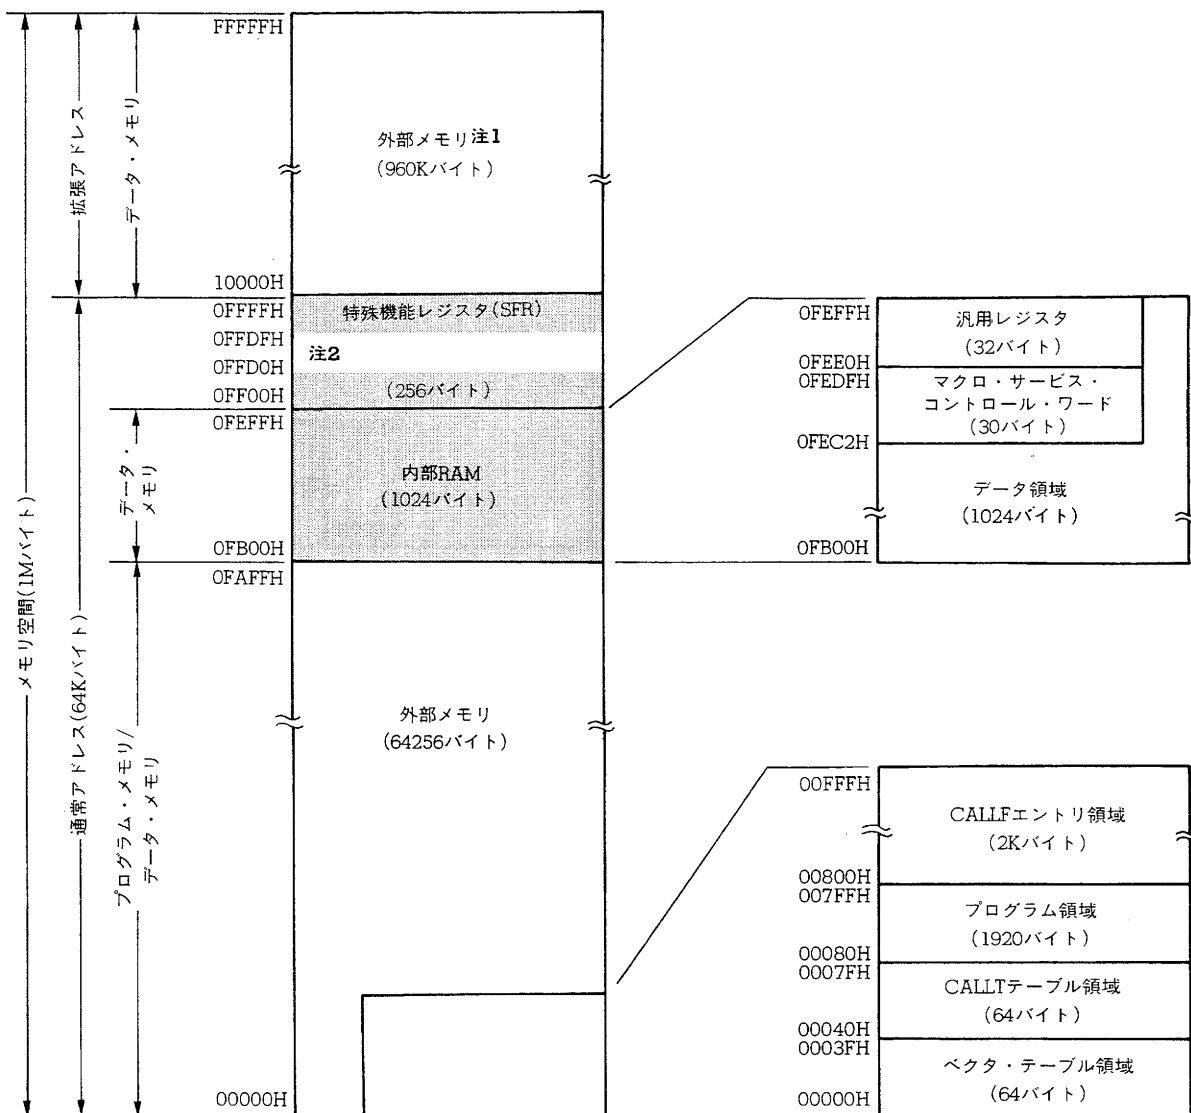 メモリ空間(1Mバイト)
拡張アドレス
通常アドレス(64Kバイト)
データ・メモリ
データ・
メモリ
プログラム・メモリ/
データ・メモリ
FFFFFH
外部メモリ注1
(960Kバイト)
10000H
0FFFFH
特殊機能レジスタ(SFR)
0FFDFH
注2
0FFD0H
0FF00H
(256バイト)
0FEFFH
内部RAM
(1024バイト)
0FB00H
0FAFFH
外部メモリ
(64256バイト)
00000H
0FEFFH
汎用レジスタ
(32バイト)
0FEE0H
0FEDFH
マクロ・サービス・
コントロール・ワード
(30バイト)
0FEC2H
データ領域
(1024バイト)
0FB00H
00FFFH
CALLFエントリ領域
(2Kバイト)
00800H
007FFH
プログラム領域
(1920バイト)
00080H
0007FH
CALLTテーブル領域
(64バイト)
00040H
0003FH
ベクタ・テーブル領域
(64バイト)
00000H